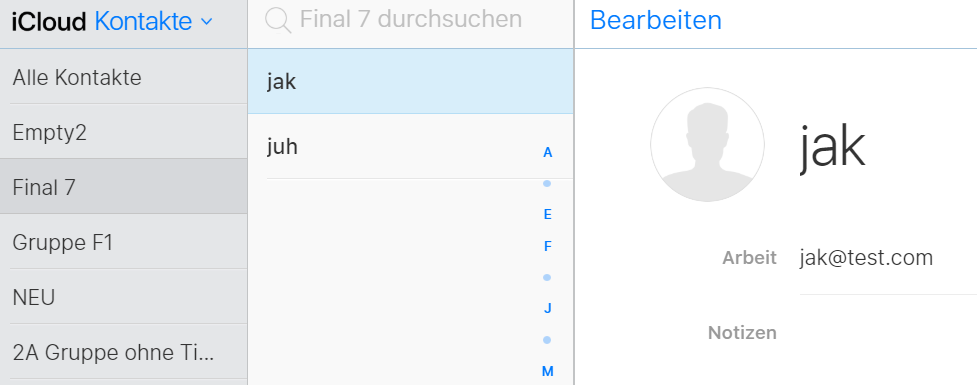 iCloud Kontakte
Alle Kontakte
Empty2
Final 7
Gruppe F1
NEU
2A Gruppe ohne Ti...
Final 7 durchsuchen
jak
juh
A
E
F
J
M
Bearbeiten
jak
Arbeit jak@test.com
Notizen